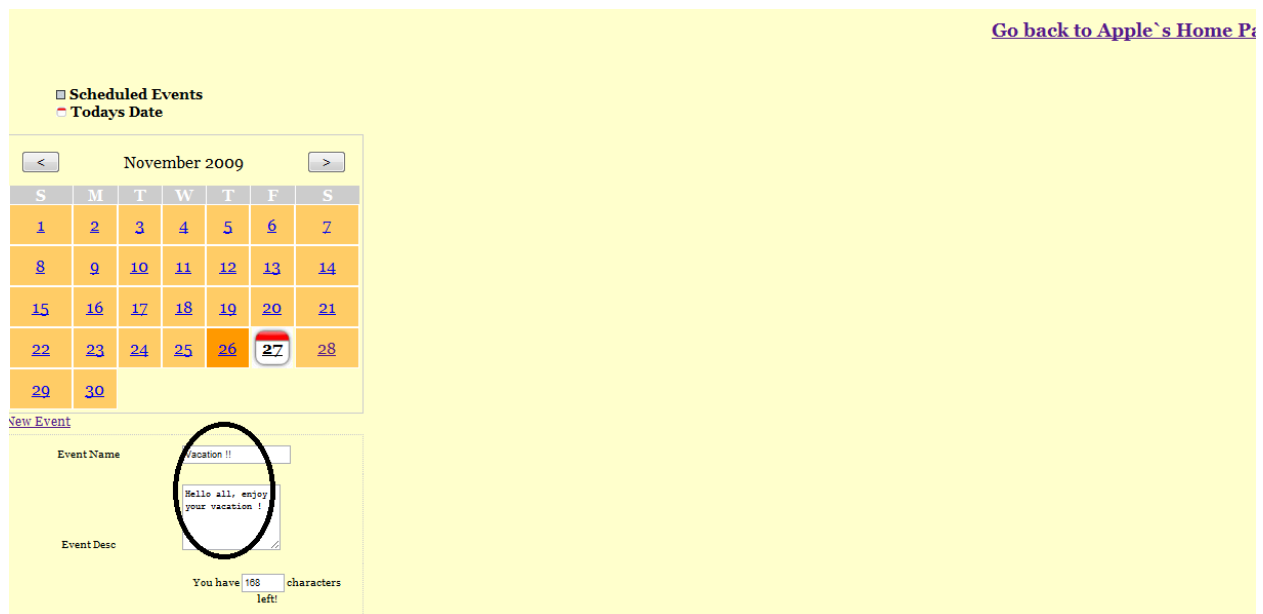 Go back to Apple`s Home Pa
Scheduled Events
Todays Date
< November 2009 >
S M T W T F S
1 2 3 4 5 6 7
8 9 10 11 12 13 14
15 16 17 18 19 20 21
22 23 24 25 26 27 28
29 30
New Event
Event Name Vacation !!
Hello all, enjoy
your vacation !
Event Desc
You have 168 characters
left!